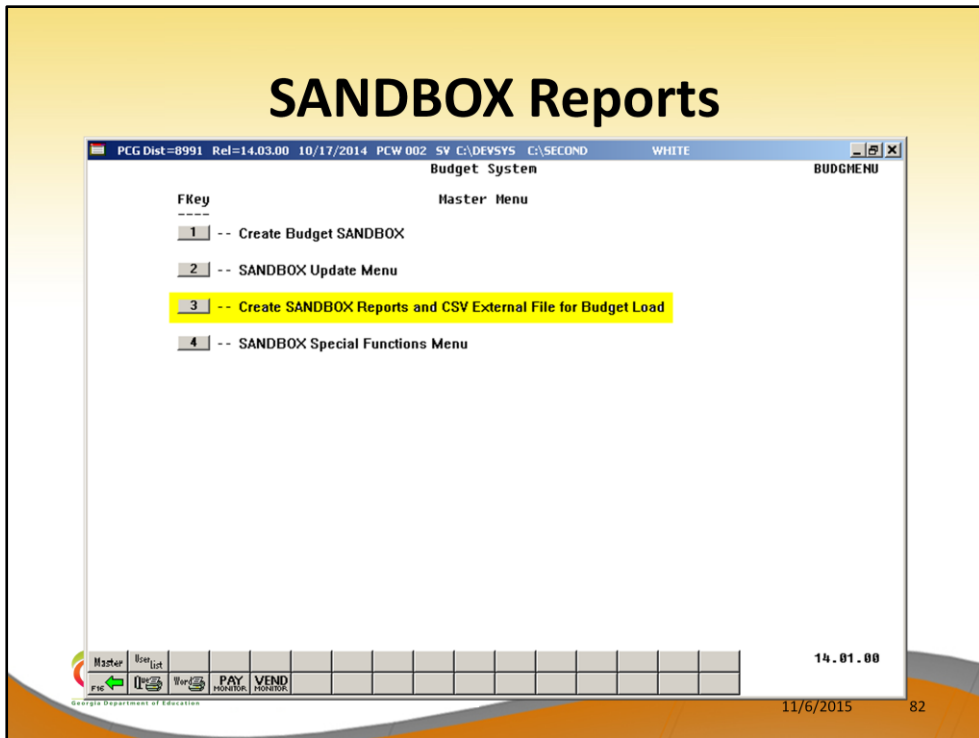 SANDBOX Reports
PCG Dist=8991 Rel=14.03.00 10/17/2014 PCW 002 SV C:\DEVSYS C:\SECOND WHITE
Budget System BUDGMENU
FKey Master Menu
----
1 -- Create Budget SANDBOX
2 -- SANDBOX Update Menu
3 -- Create SANDBOX Reports and CSV External File for Budget Load
4 -- SANDBOX Special Functions Menu
Master User List 14.01.00
F16 Que Word PAY MONITOR VEND MONITOR
Georgia Department of Education
11/6/2015 82